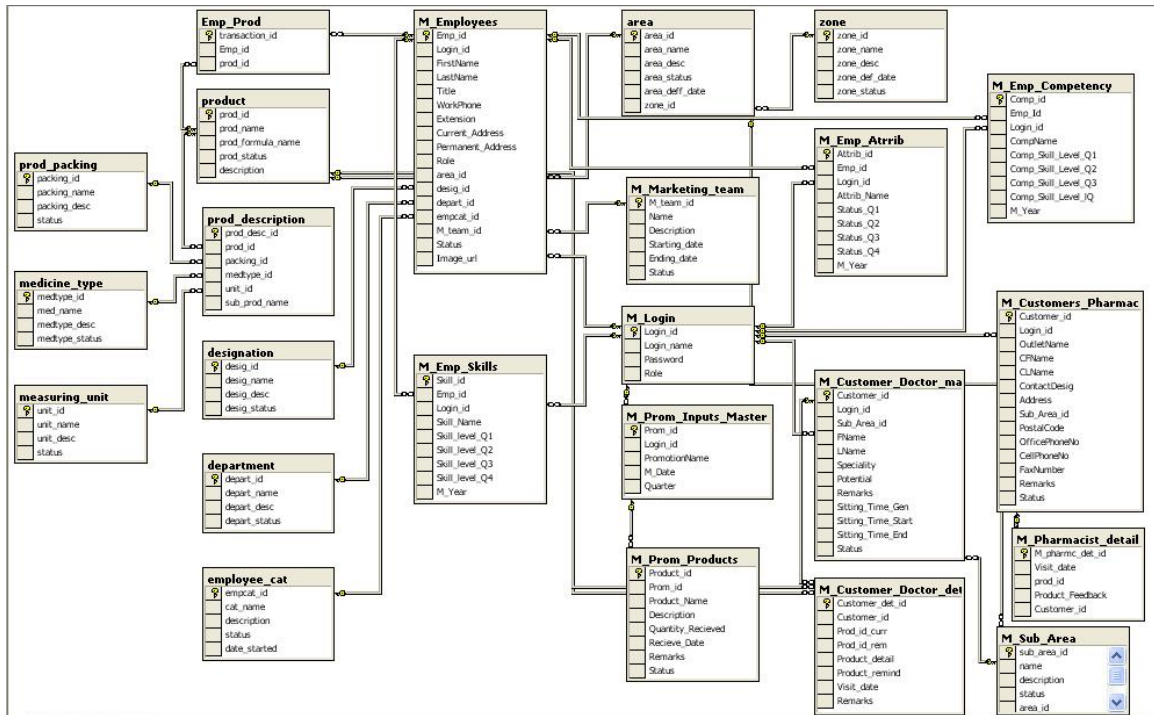 Emp_Prod
transaction_id
Emp_id
prod_id
product
prod_id
prod_name
prod_formula_name
prod_status
description
prod_packing
packing_id
packing_name
packing_desc
status
prod_description
prod_desc_id
prod_id
packing_id
medtype_id
unit_id
sub_prod_name
medicine_type
medtype_id
med_name
medtype_desc
medtype_status
designation
desig_id
desig_name
desig_desc
desig_status
measuring_unit
unit_id
unit_name
unit_desc
status
department
depart_id
depart_name
depart_desc
depart_status
employee_cat
empcat_id
cat_name
description
status
date_started
M_Employees
Emp_id
Login_id
FirstName
LastName
Title
WorkPhone
Extension
Current_Address
Permanent_Address
Role
area_id
desig_id
depart_id
empcat_id
M_team_id
Status
Image_url
M_Emp_Skills
Skill_id
Emp_id
Login_id
Skill_Name
Skill_level_Q1
Skill_level_Q2
Skill_level_Q3
Skill_level_Q4
M_Year
area
area_id
area_name
area_desc
area_status
area_deff_date
zone_id
zone
zone_id
zone_name
zone_desc
zone_def_date
zone_status
M_Emp_Competency
Comp_id
Emp_Id
Login_id
CompName
Comp_Skill_Level_Q1
Comp_Skill_Level_Q2
Comp_Skill_Level_Q3
Comp_Skill_Level_IQ
M_Year
M_Emp_Atrrib
Attrib_id
Emp_id
Login_id
Attrib_Name
Status_Q1
Status_Q2
Status_Q3
Status_Q4
M_Year
M_Marketing_team
M_team_id
Name
Description
Starting_date
Ending_date
Status
M_Login
Login_id
Login_name
Password
Role
M_Customers_Pharmac
Customer_id
Login_id
OutletName
CFName
CLName
ContactDesig
Address
Sub_Area_id
PostalCode
OfficePhoneNo
CellPhoneNo
FaxNumber
Remarks
Status
M_Customer_Doctor_ma
Customer_id
Login_id
Sub_Area_id
FName
LName
Speciality
Potential
Remarks
Sitting_Time_Gen
Sitting_Time_Start
Sitting_Time_End
Status
M_Prom_Inputs_Master
Prom_id
Login_id
PromotionName
M_Date
Quarter
M_Prom_Products
Product_id
Prom_id
Product_Name
Description
Quantity_Recieved
Recieve_Date
Remarks
Status
M_Customer_Doctor_det
Customer_det_id
Customer_id
Prod_id_curr
Prod_id_rem
Product_detail
Product_remind
Visit_date
Remarks
M_Pharmacist_detail
M_pharmc_det_id
Visit_date
prod_id
Product_Feedback
Customer_id
M_Sub_Area
sub_area_id
name
description
status
area_id